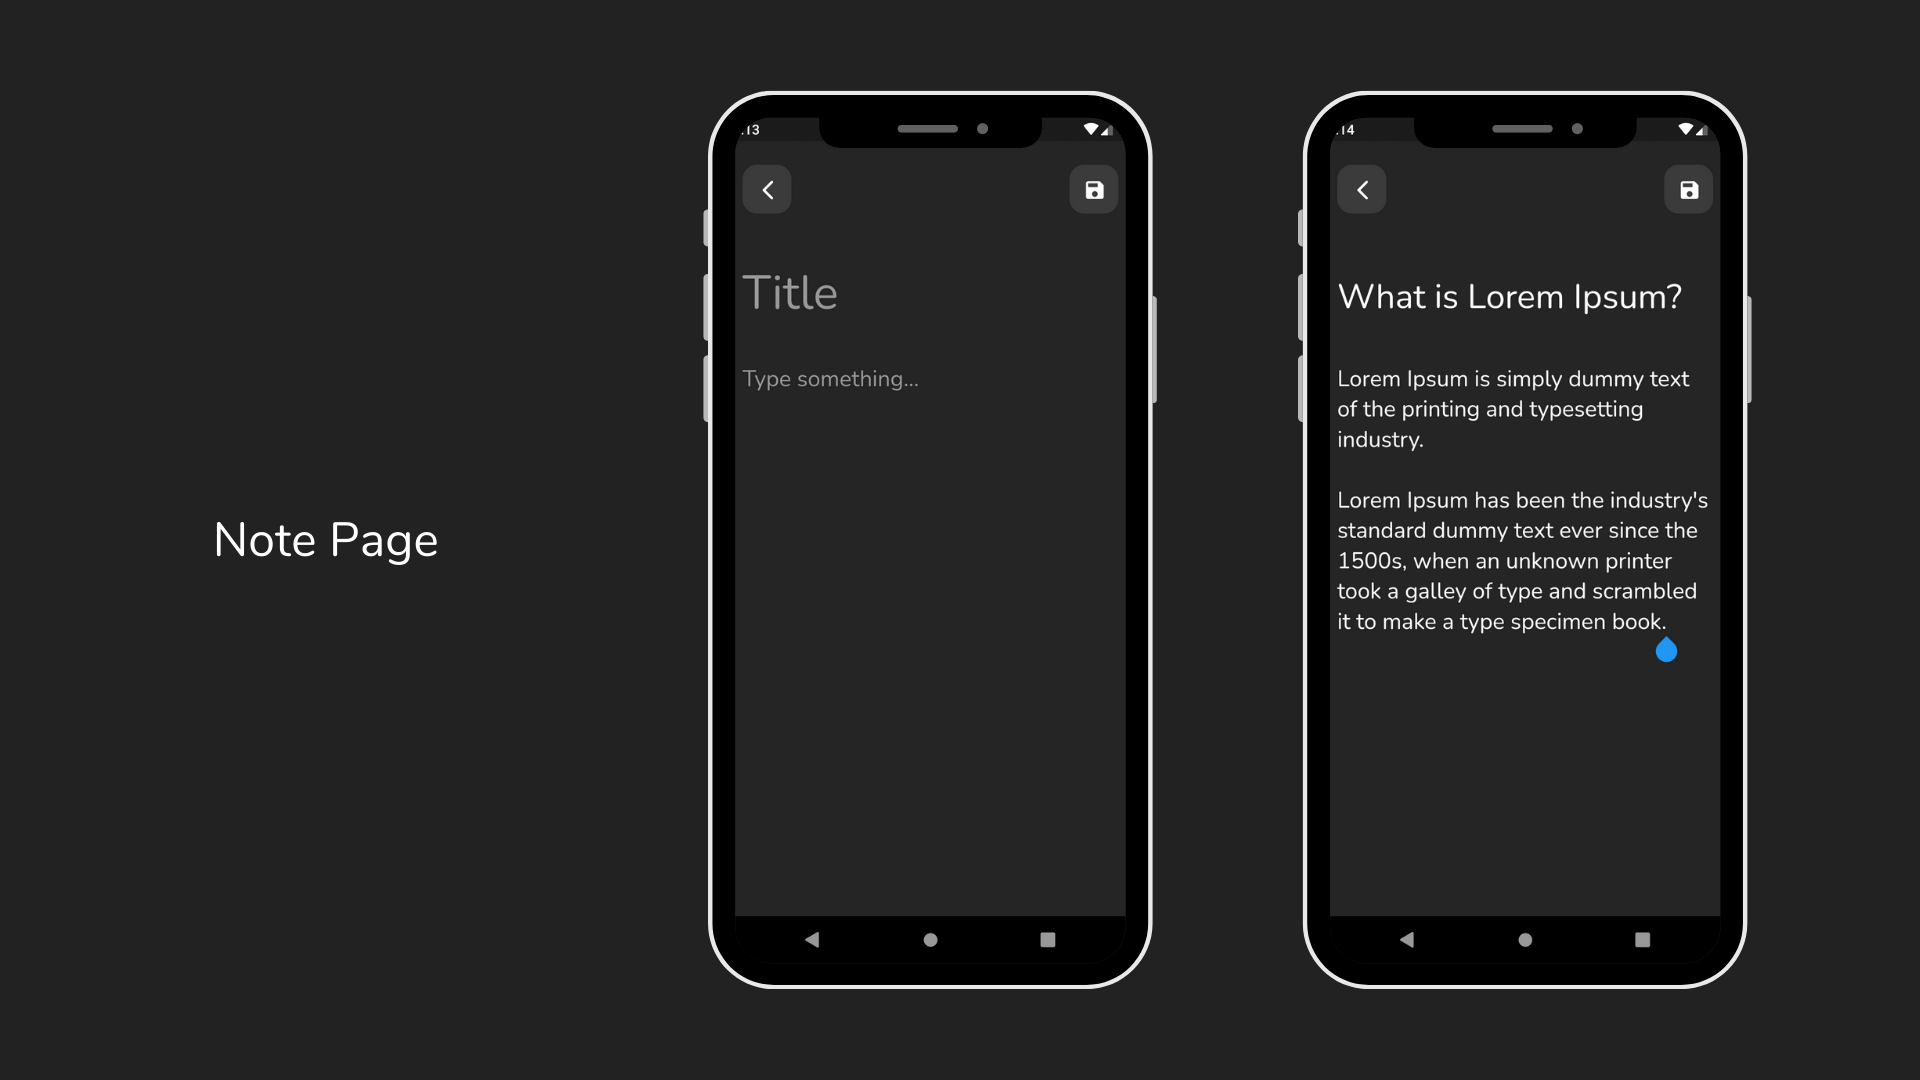 Note Page
:13
Title
Type something...
:14
What is Lorem Ipsum?
Lorem Ipsum is simply dummy text
of the printing and typesetting
industry.
Lorem Ipsum has been the industry's
standard dummy text ever since the
1500s, when an unknown printer
took a galley of type and scrambled
it to make a type specimen book.